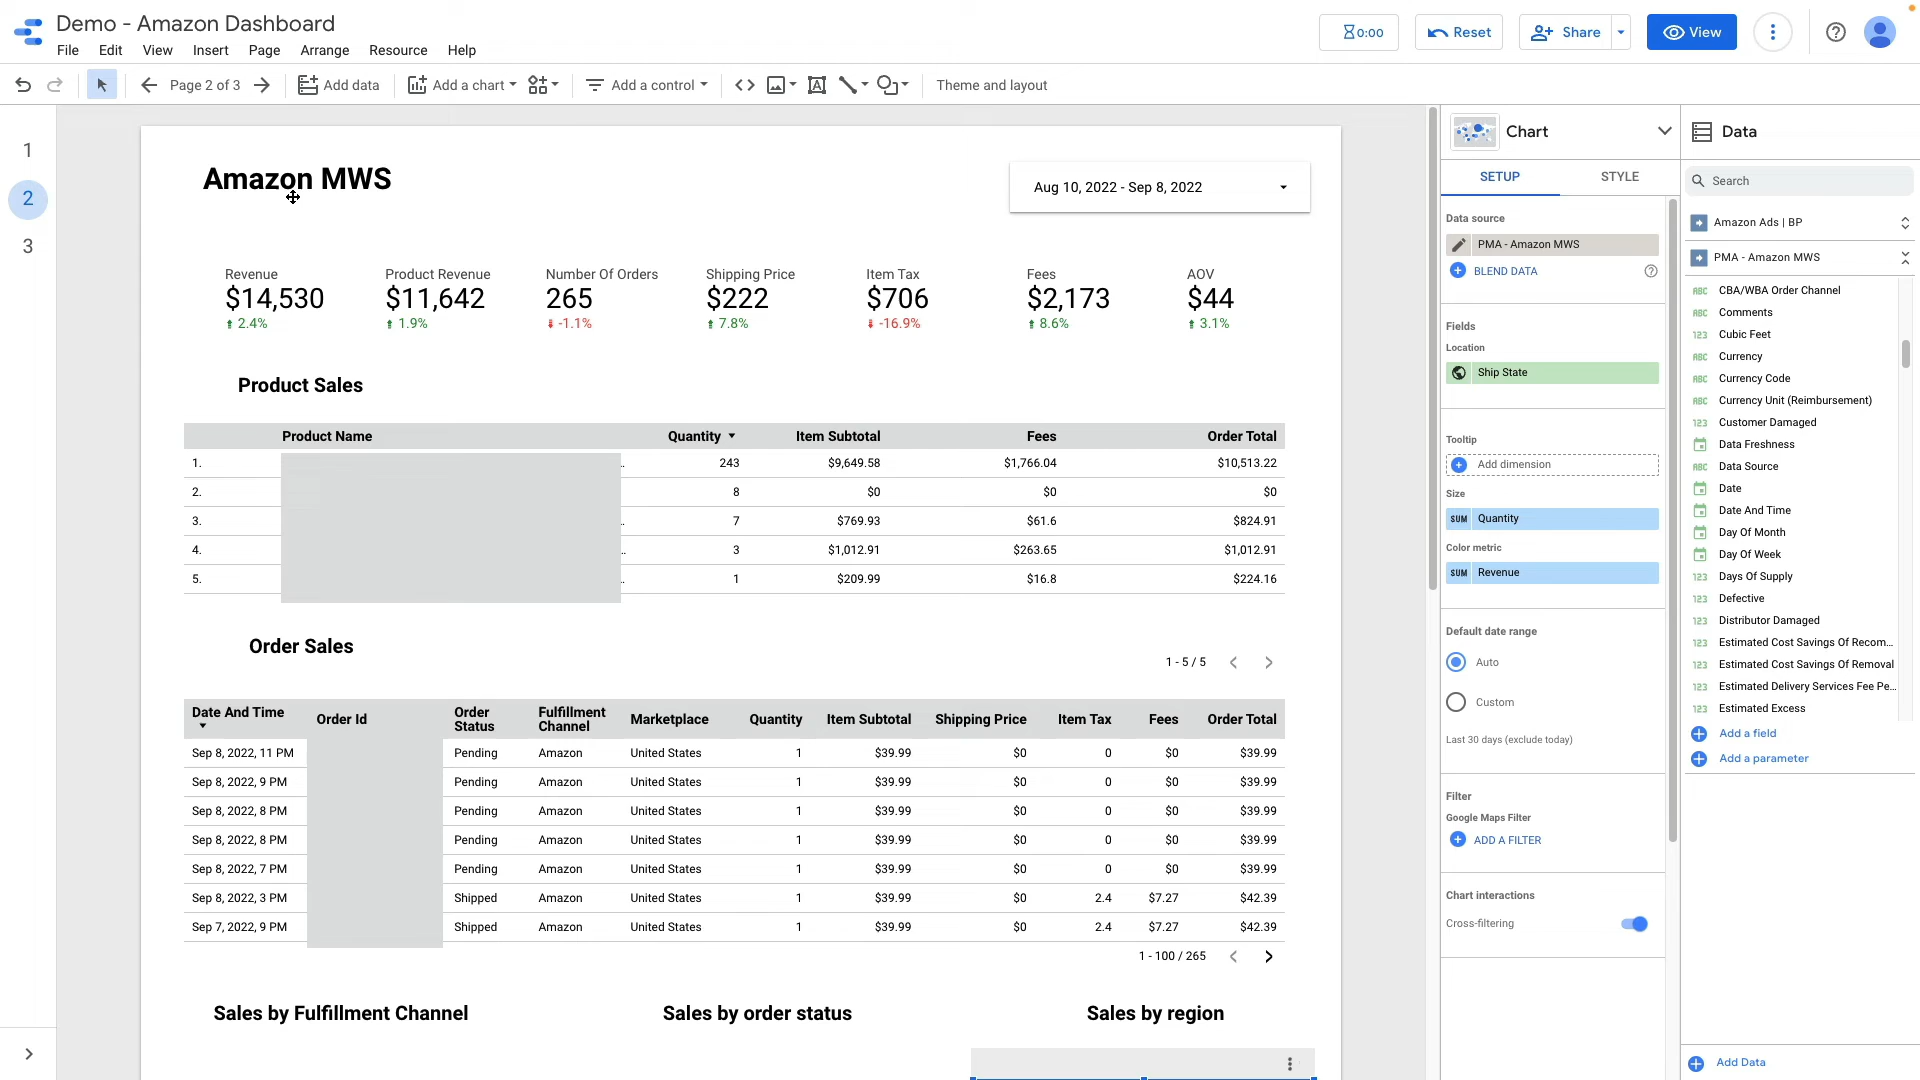 Demo - Amazon Dashboard
File Edit View Insert Format Page Arrange Resource Help
0:00
Reset
Share
View
Page 2 of 3
Add data
Add a chart
Add a control
Theme and layout
1
2
3
Amazon MWS
Aug 10, 2022 - Sep 8, 2022
Revenue Product Revenue Number Of Orders Shipping Price Item Tax Fees AOV
$14,530 $11,642 265 $222 $706 $2,173 $44
2.4% 1.9% -1.1% 7.8% -16.9% 8.6% 3.1%
Product Sales
Product Name Quantity Item Subtotal Fees Order Total
1. 243 $9,649.58 $1,766.04 $10,513.22
2. 8 $0 $0 $0
3. 7 $769.93 $61.6 $824.91
4. 3 $1,012.91 $263.65 $1,012.91
5. 1 $209.99 $16.8 $224.16
Order Sales
1 - 5 / 5
Date And Time Order Id Order Status Fulfillment Channel Marketplace Quantity Item Subtotal Shipping Price Item Tax Fees Order Total
Sep 8, 2022, 11 PM Pending Amazon United States 1 $39.99 $0 0 $0 $39.99
Sep 8, 2022, 9 PM Pending Amazon United States 1 $39.99 $0 0 $0 $39.99
Sep 8, 2022, 8 PM Pending Amazon United States 1 $39.99 $0 0 $0 $39.99
Sep 8, 2022, 8 PM Pending Amazon United States 1 $39.99 $0 0 $0 $39.99
Sep 8, 2022, 7 PM Pending Amazon United States 1 $39.99 $0 0 $0 $39.99
Sep 8, 2022, 3 PM Shipped Amazon United States 1 $39.99 $0 2.4 $7.27 $42.39
Sep 7, 2022, 9 PM Shipped Amazon United States 1 $39.99 $0 2.4 $7.27 $42.39
1 - 100 / 265
Sales by Fulfillment Channel
Sales by order status
Sales by region
Chart
SETUP STYLE
Data source
PMA - Amazon MWS
BLEND DATA
Fields
Location
Ship State
Tooltip
Add dimension
Size
SUM Quantity
Color metric
SUM Revenue
Default date range
Auto
Custom
Last 30 days (exclude today)
Filter
Google Maps Filter
ADD A FILTER
Chart interactions
Cross-filtering
Data
Search
Amazon Ads | BP
PMA - Amazon MWS
ABC CBA/WBA Order Channel
ABC Comments
123 Cubic Feet
ABC Currency
ABC Currency Code
ABC Currency Unit (Reimbursement)
123 Customer Damaged
Data Freshness
ABC Data Source
Date
Date And Time
Day Of Month
Day Of Week
123 Days Of Supply
123 Defective
123 Distributor Damaged
123 Estimated Cost Savings Of Recom...
123 Estimated Cost Savings Of Removal
123 Estimated Delivery Services Fee Pe...
123 Estimated Excess
Add a field
Add a parameter
Add Data